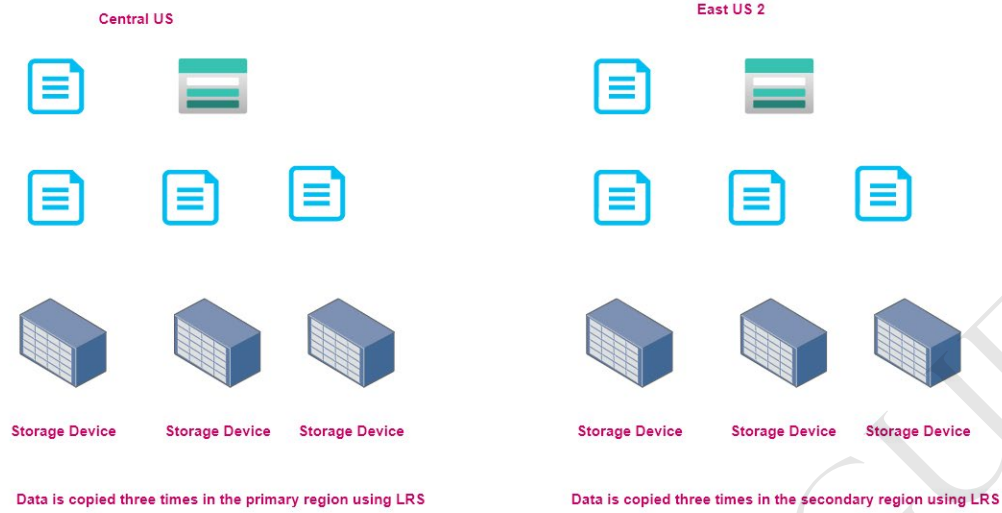 Central US
East US 2
Storage Device
Storage Device
Storage Device
Storage Device
Storage Device
Storage Device
Data is copied three times in the primary region using LRS
Data is copied three times in the secondary region using LRS